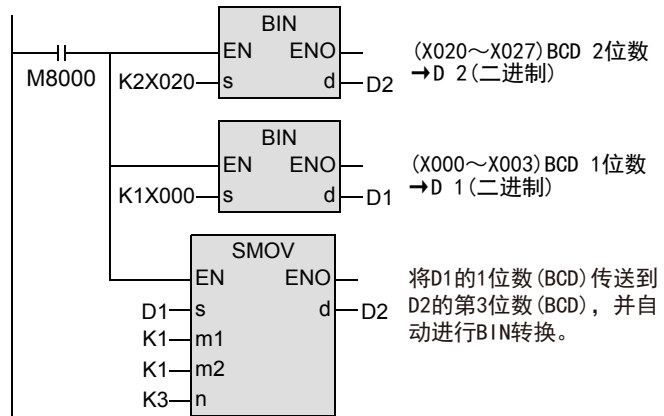 BIN
EN ENO
M8000
K2X020 s d D2
(X020～X027)BCD 2位数
→D 2(二进制)
BIN
EN ENO
K1X000 s d D1
(X000～X003)BCD 1位数
→D 1(二进制)
SMOV
EN ENO
D1 s d D2
K1 m1
K1 m2
K3 n
将D1的1位数(BCD)传送到
D2的第3位数(BCD)，并自
动进行BIN转换。